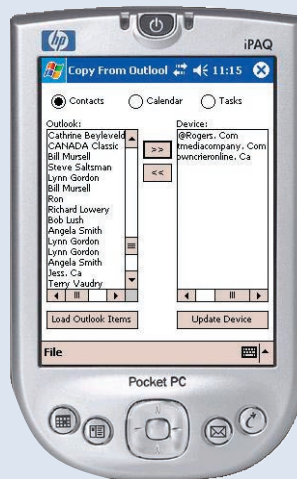 hp
iPAQ
Copy From Outlool 11:15
Contacts Calendar Tasks
Outlook:
Cathrine Beyleveld
CANADA Classic
Bill Mursell
Steve Saltsman
Lynn Gordon
Bill Mursell
Ron
Richard Lowery
Bob Lush
Angela Smith
Lynn Gordon
Lynn Gordon
Angela Smith
Jess. Ca
Terry Vaudry
>>
<<
Device:
@Rogers. Com
tmediacompany. Com
owncrieronline. Ca
Load Outlook Items
Update Device
File
Pocket PC